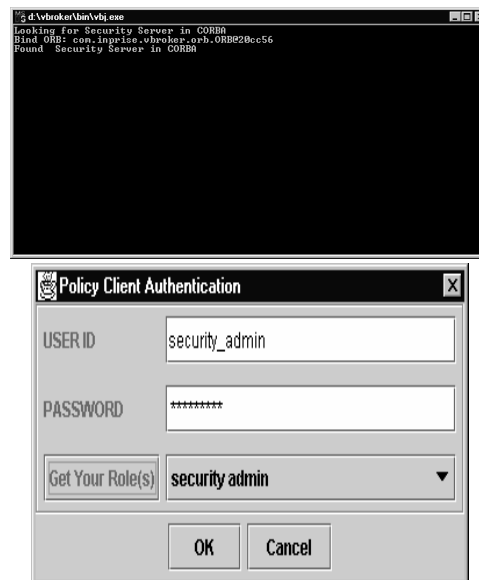 d:\vbroker\bin\vbj.exe
Looking for Security Server in CORBA
Bind ORB: com.inprise.vbroker.orb.ORB@20cc56
Found  Security Server in CORBA
Policy Client Authentication
USER ID security_admin
PASSWORD *********
Get Your Role(s) security admin
OK Cancel